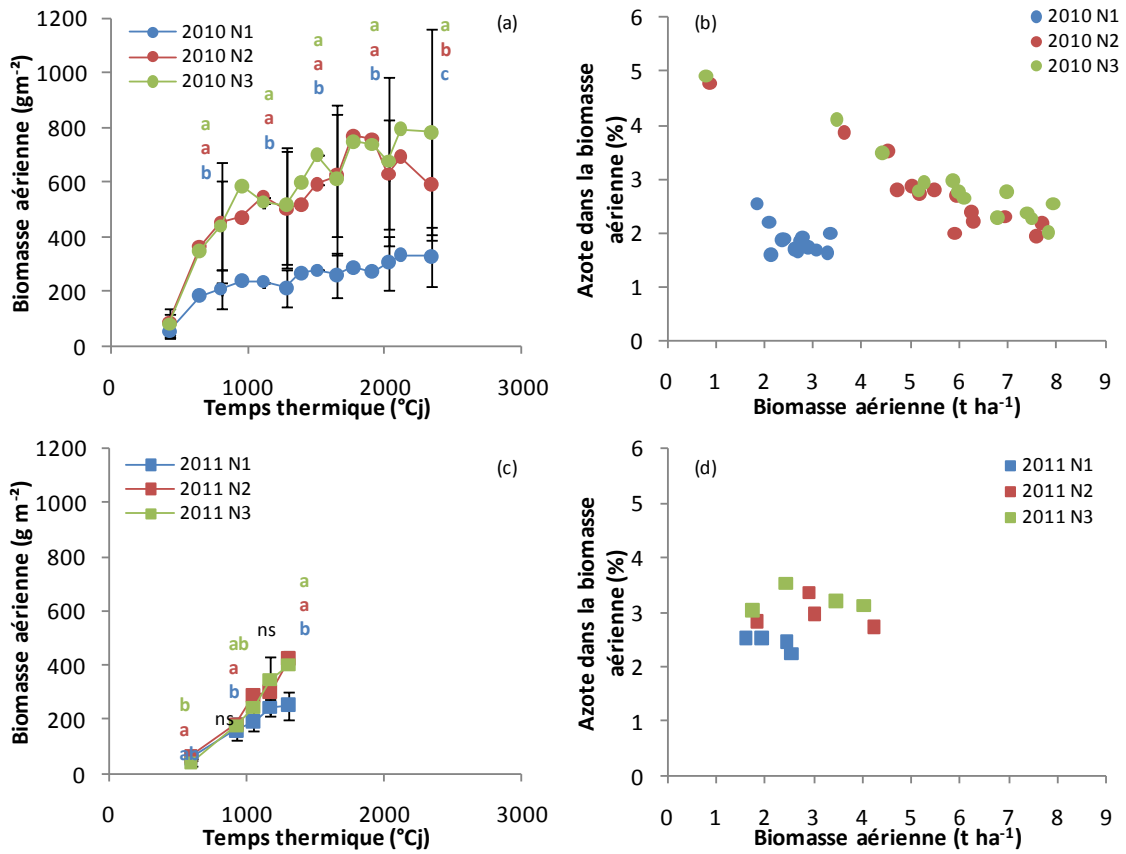 Biomasse aérienne (gm⁻²)
1200
1000
800
600
400
200
0
2010 N1
2010 N2
2010 N3
(a)
a
a
b
a
a
b
a
a
b
a
a
b
a
b
c
0
1000
2000
3000
Temps thermique (°Cj)
Azote dans la biomasse
aérienne (%)
6
5
4
3
2
1
0
(b)
2010 N1
2010 N2
2010 N3
0 1 2 3 4 5 6 7 8 9
Biomasse aérienne (t ha⁻¹)
Biomasse aérienne (g m⁻²)
1200
1000
800
600
400
200
0
2011 N1
2011 N2
2011 N3
(c)
b
a
ab
ns
ab
a
b
ns
a
a
b
0
1000
2000
3000
Temps thermique (°Cj)
Azote dans la biomasse
aérienne (%)
6
5
4
3
2
1
0
(d)
2011 N1
2011 N2
2011 N3
0 1 2 3 4 5 6 7 8 9
Biomasse aérienne (t ha⁻¹)